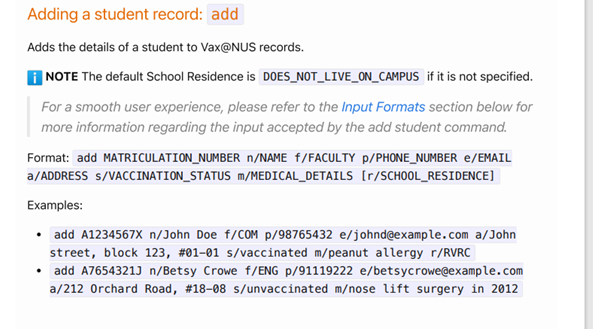 Adding a student record: add
Adds the details of a student to Vax@NUS records.
i NOTE The default School Residence is DOES_NOT_LIVE_ON_CAMPUS if it is not specified.
For a smooth user experience, please refer to the Input Formats section below for
more information regarding the input accepted by the add student command.
Format: add MATRICULATION_NUMBER n/NAME f/FACULTY p/PHONE_NUMBER e/EMAIL
a/ADDRESS s/VACCINATION_STATUS m/MEDICAL_DETAILS [r/SCHOOL_RESIDENCE]
Examples:
• add A1234567X n/John Doe f/COM p/98765432 e/johnd@example.com a/John
street, block 123, #01-01 s/vaccinated m/peanut allergy r/RVRC
• add A7654321J n/Betsy Crowe f/ENG p/91119222 e/betsycrowe@example.com
a/212 Orchard Road, #18-08 s/unvaccinated m/nose lift surgery in 2012